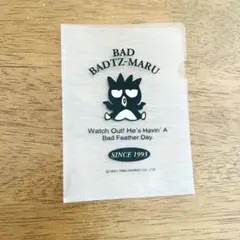 BAD
BADTZ-MARU
Watch Out! He's Havin' A
Bad Feather Day.
SINCE 1993